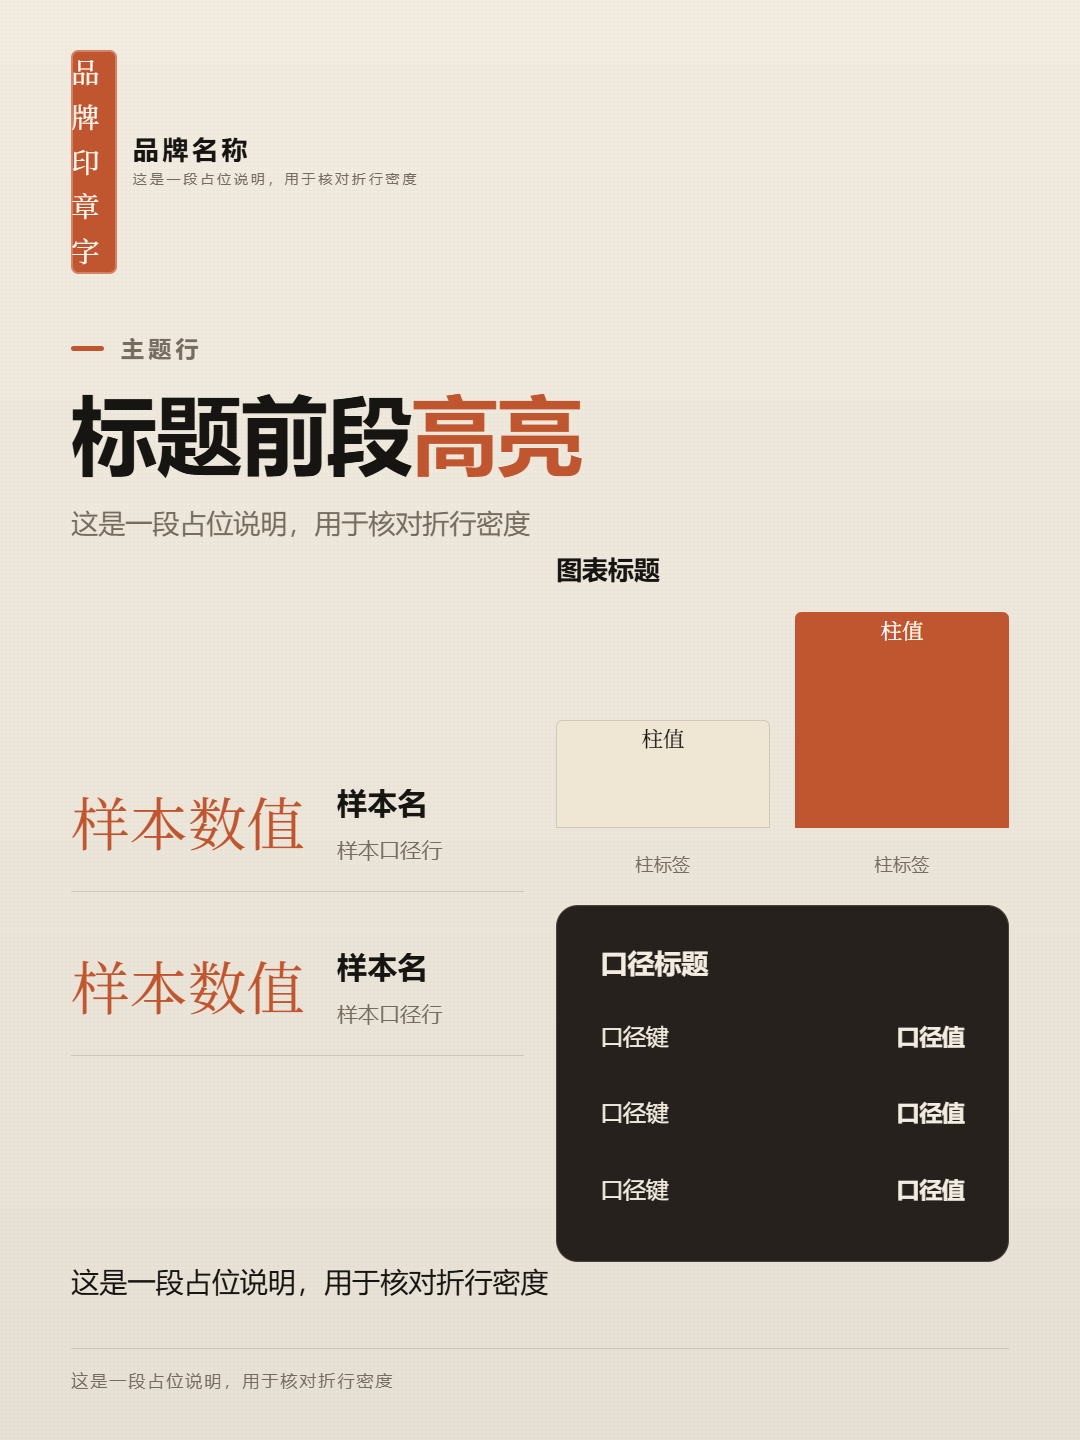 品牌印章字
品牌名称
这是一段占位说明，用于核对折行密度
主题行
标题前段高亮
这是一段占位说明，用于核对折行密度
样本数值
样本名
样本口径行
样本数值
样本名
样本口径行
图表标题
柱值
柱值
柱标签
柱标签
口径标题
口径键 口径值
口径键 口径值
口径键 口径值
这是一段占位说明，用于核对折行密度
这是一段占位说明，用于核对折行密度